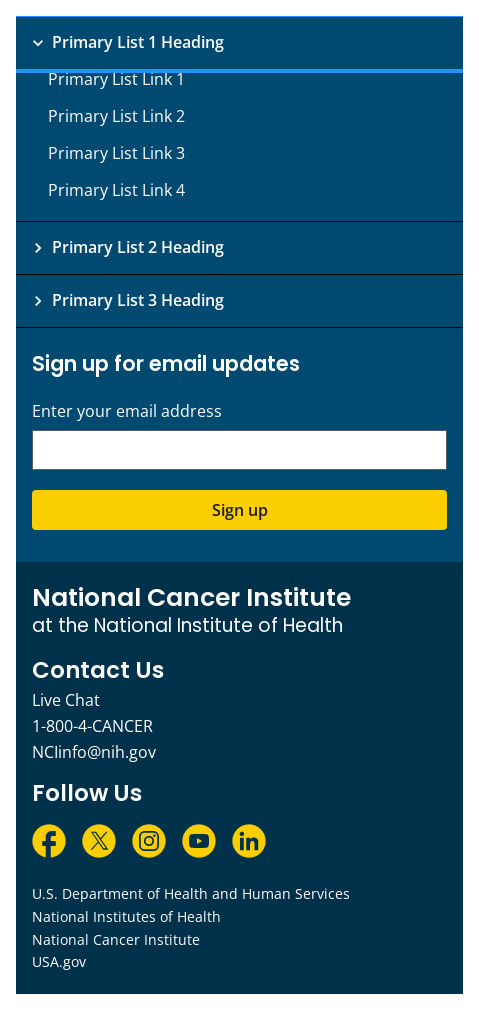 Primary List 1 Heading
Primary List Link 1
Primary List Link 2
Primary List Link 3
Primary List Link 4
Primary List 2 Heading
Primary List 3 Heading
Sign up for email updates
Enter your email address
Sign up
National Cancer Institute
at the National Institute of Health
Contact Us
Live Chat
1-800-4-CANCER
NCIinfo@nih.gov
Follow Us
U.S. Department of Health and Human Services
National Institutes of Health
National Cancer Institute
USA.gov